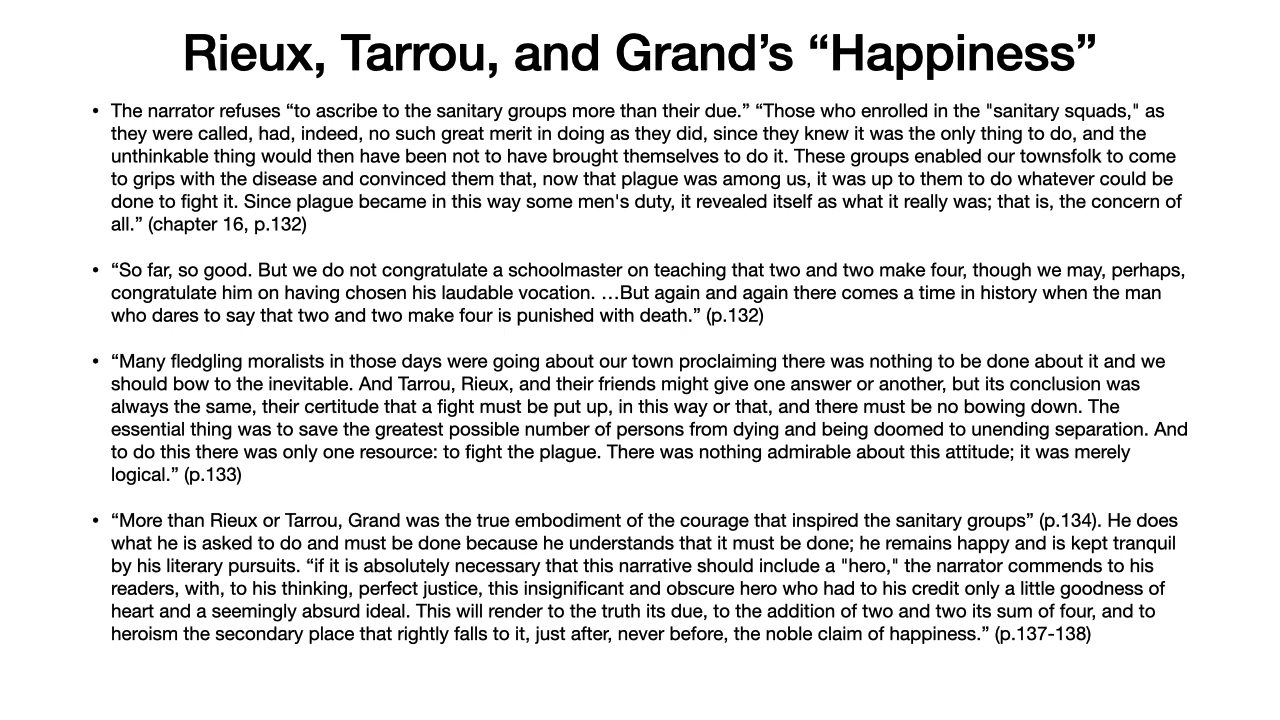 Rieux, Tarrou, and Grand’s “Happiness”
• The narrator refuses “to ascribe to the sanitary groups more than their due.” “Those who enrolled in the "sanitary squads," as
they were called, had, indeed, no such great merit in doing as they did, since they knew it was the only thing to do, and the
unthinkable thing would then have been not to have brought themselves to do it. These groups enabled our townsfolk to come
to grips with the disease and convinced them that, now that plague was among us, it was up to them to do whatever could be
done to fight it. Since plague became in this way some men's duty, it revealed itself as what it really was; that is, the concern of
all.” (chapter 16, p.132)
• “So far, so good. But we do not congratulate a schoolmaster on teaching that two and two make four, though we may, perhaps,
congratulate him on having chosen his laudable vocation. …But again and again there comes a time in history when the man
who dares to say that two and two make four is punished with death.” (p.132)
• “Many fledgling moralists in those days were going about our town proclaiming there was nothing to be done about it and we
should bow to the inevitable. And Tarrou, Rieux, and their friends might give one answer or another, but its conclusion was
always the same, their certitude that a fight must be put up, in this way or that, and there must be no bowing down. The
essential thing was to save the greatest possible number of persons from dying and being doomed to unending separation. And
to do this there was only one resource: to fight the plague. There was nothing admirable about this attitude; it was merely
logical.” (p.133)
• “More than Rieux or Tarrou, Grand was the true embodiment of the courage that inspired the sanitary groups” (p.134). He does
what he is asked to do and must be done because he understands that it must be done; he remains happy and is kept tranquil
by his literary pursuits. “if it is absolutely necessary that this narrative should include a "hero," the narrator commends to his
readers, with, to his thinking, perfect justice, this insignificant and obscure hero who had to his credit only a little goodness of
heart and a seemingly absurd ideal. This will render to the truth its due, to the addition of two and two its sum of four, and to
heroism the secondary place that rightly falls to it, just after, never before, the noble claim of happiness.” (p.137-138)